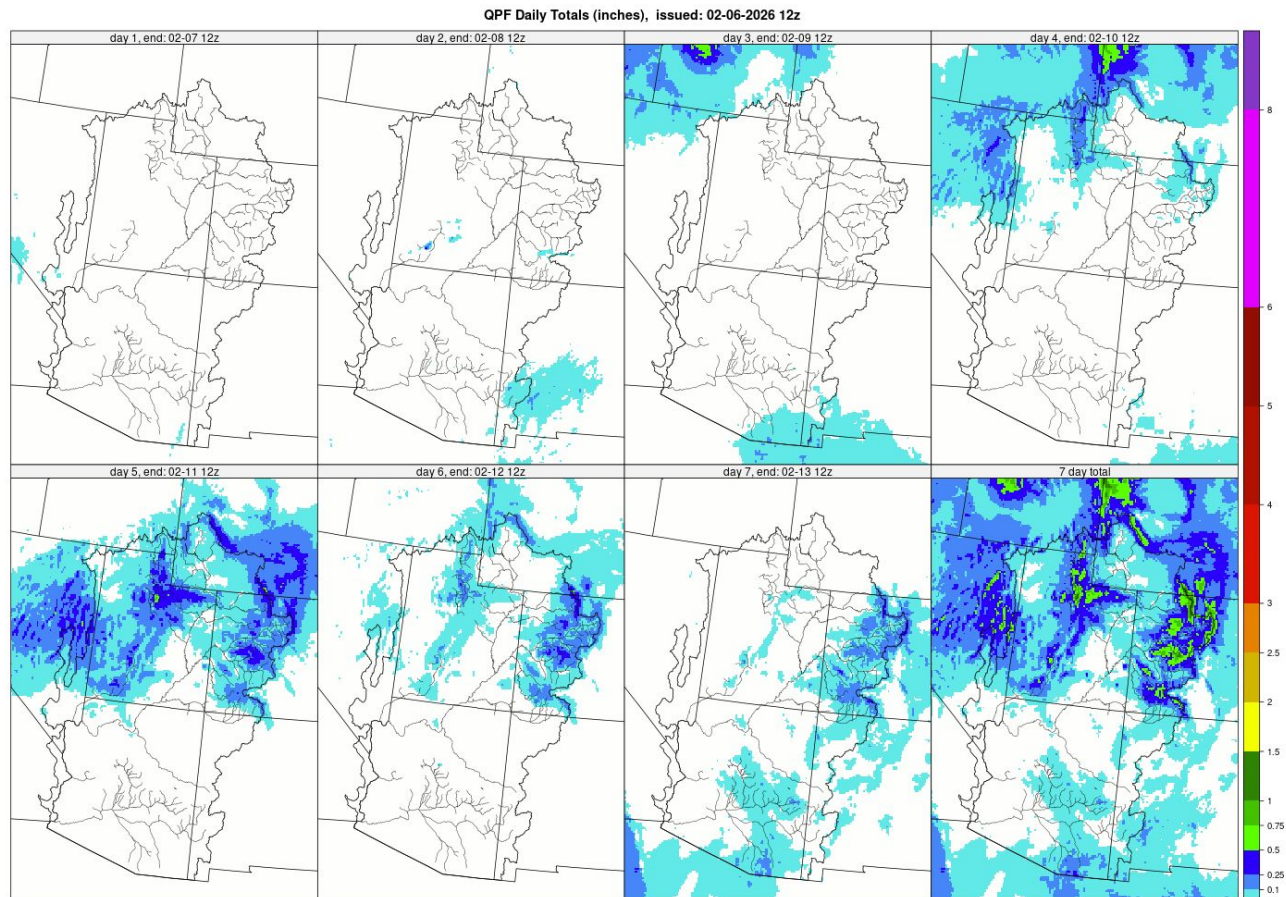 QPF Daily Totals (inches),  issued: 02-06-2026 12z
day 1, end: 02-07 12z
day 2, end: 02-08 12z
day 3, end: 02-09 12z
day 4, end: 02-10 12z
day 5, end: 02-11 12z
day 6, end: 02-12 12z
day 7, end: 02-13 12z
7 day total
8
6
5
4
3
2.5
2
1.5
1
0.75
0.5
0.25
0.1